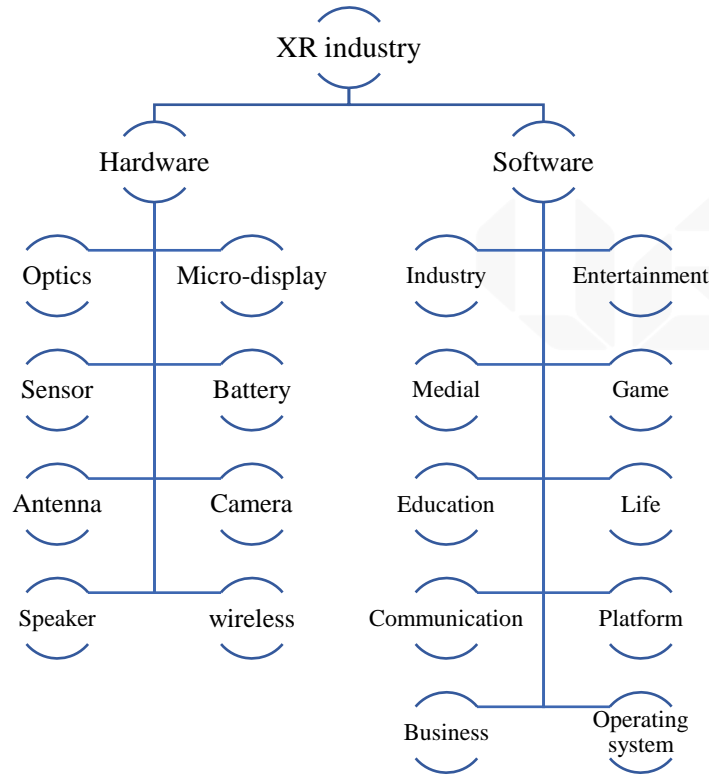 XR industry
Hardware
Software
Optics
Micro-display
Industry
Entertainment
Sensor
Battery
Medial
Game
Antenna
Camera
Education
Life
Speaker
wireless
Communication
Platform
Business
Operating
system